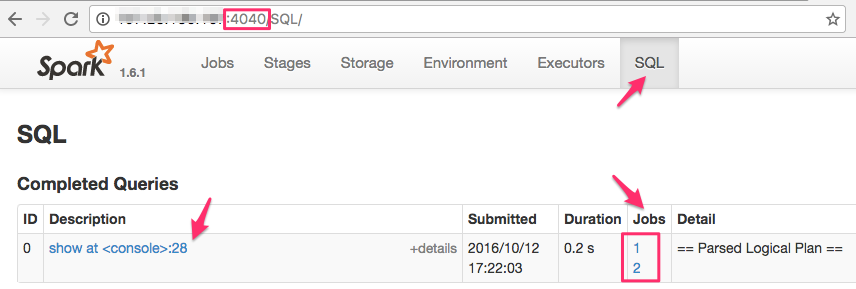 :4040/SQL/
Spark 1.6.1 Jobs Stages Storage Environment Executors SQL
SQL
Completed Queries
ID Description Submitted Duration Jobs Detail
0 show at <console>:28 +details 2016/10/12 0.2 s 1 == Parsed Logical Plan ==
17:22:03 2